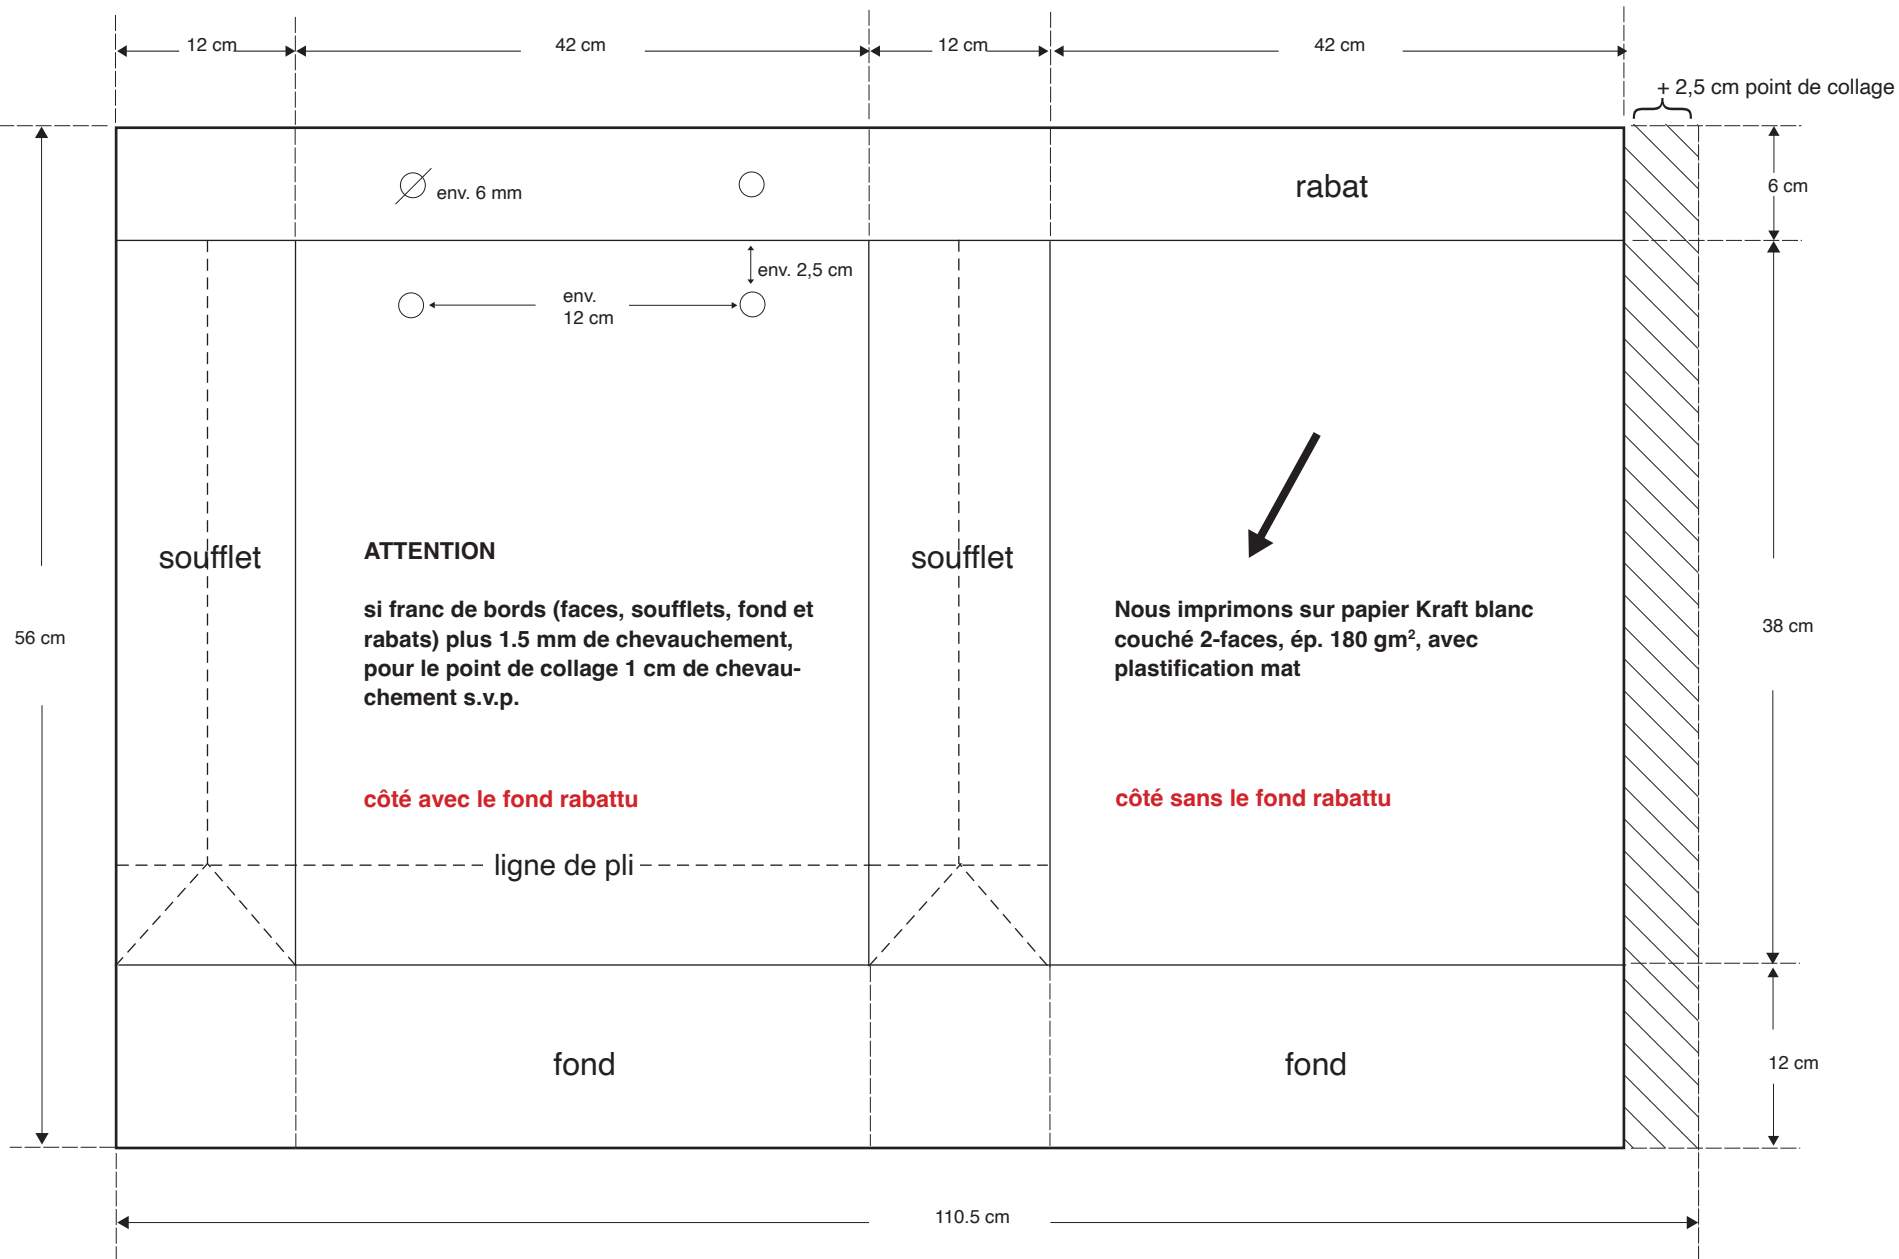 12 cm
42 cm
12 cm
42 cm
+ 2,5 cm point de collage
env. 6 mm
rabat
6 cm
env. 2,5 cm
env.
12 cm
soufflet
ATTENTION
si franc de bords (faces, soufflets, fond et
rabats) plus 1.5 mm de chevauchement,
pour le point de collage 1 cm de chevau-
chement s.v.p.
soufflet
Nous imprimons sur papier Kraft blanc
couché 2-faces, ép. 180 gm², avec
plastification mat
56 cm
38 cm
côté avec le fond rabattu
côté sans le fond rabattu
ligne de pli
fond
fond
12 cm
110.5 cm